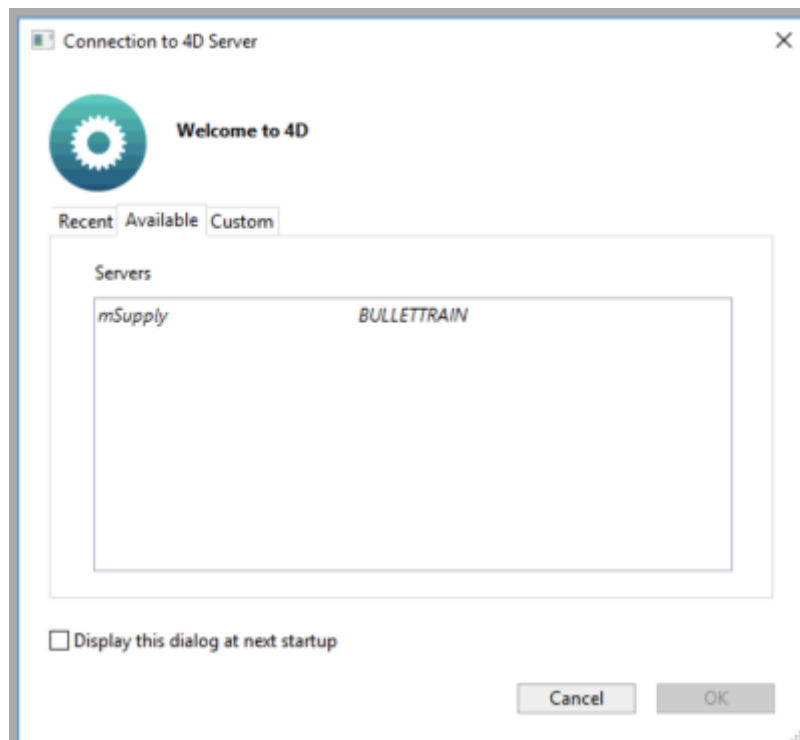 Connection to 4D Server
Welcome to 4D
Recent Available Custom
Servers
mSupply BULLETTRAIN
Display this dialog at next startup
Cancel OK